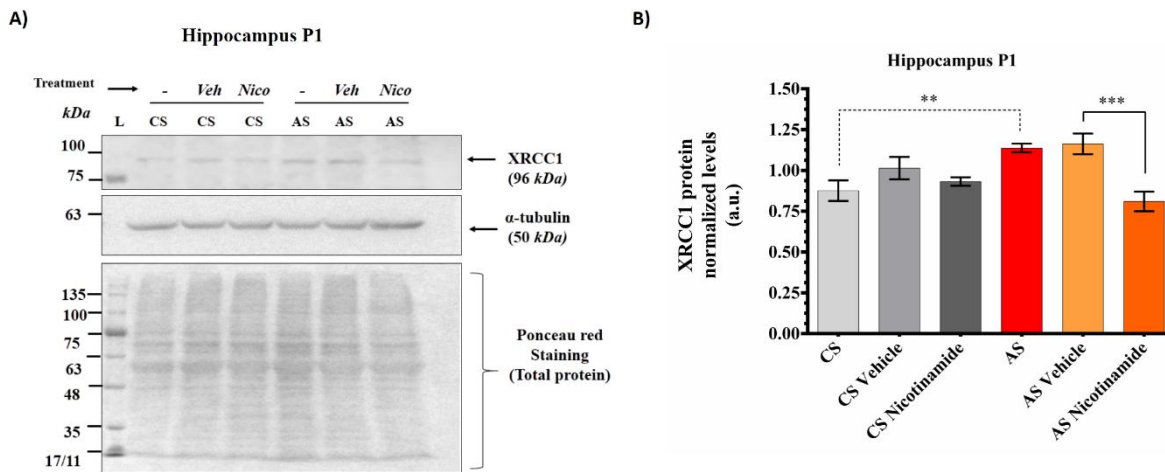 A)
Hippocampus P1
Treatment - Veh Nico - Veh Nico
kDa L CS CS CS AS AS AS
100
75
XRCC1
(96 kDa)
63
α-tubulin
(50 kDa)
135
100
75
63
48
35
17/11
Ponceau red
Staining
(Total protein)
B)
Hippocampus P1
XRCC1 protein
normalized levels
(a.u.)
1.50
1.25
1.00
0.75
0.50
0.25
0.00
**
***
CS
CS Vehicle
CS Nicotinamide
AS
AS Vehicle
AS Nicotinamide